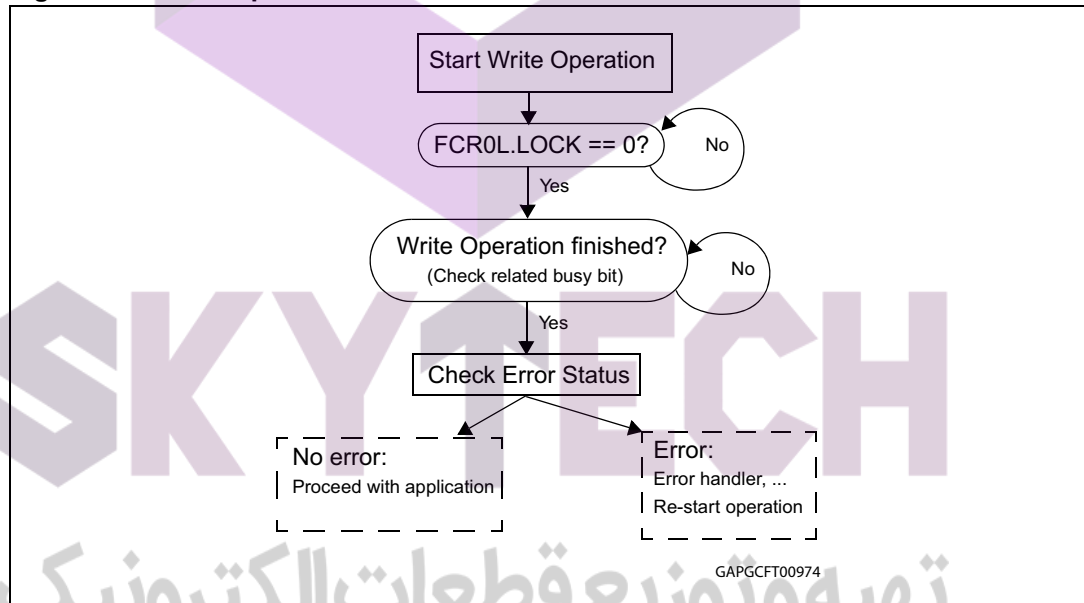 Start Write Operation
FCR0L.LOCK == 0?
No
Yes
Write Operation finished?
(Check related busy bit)
No
Yes
Check Error Status
No error:
Proceed with application
Error:
Error handler, ...
Re-start operation
GAPGCFT00974
SKYTECH
قطعات